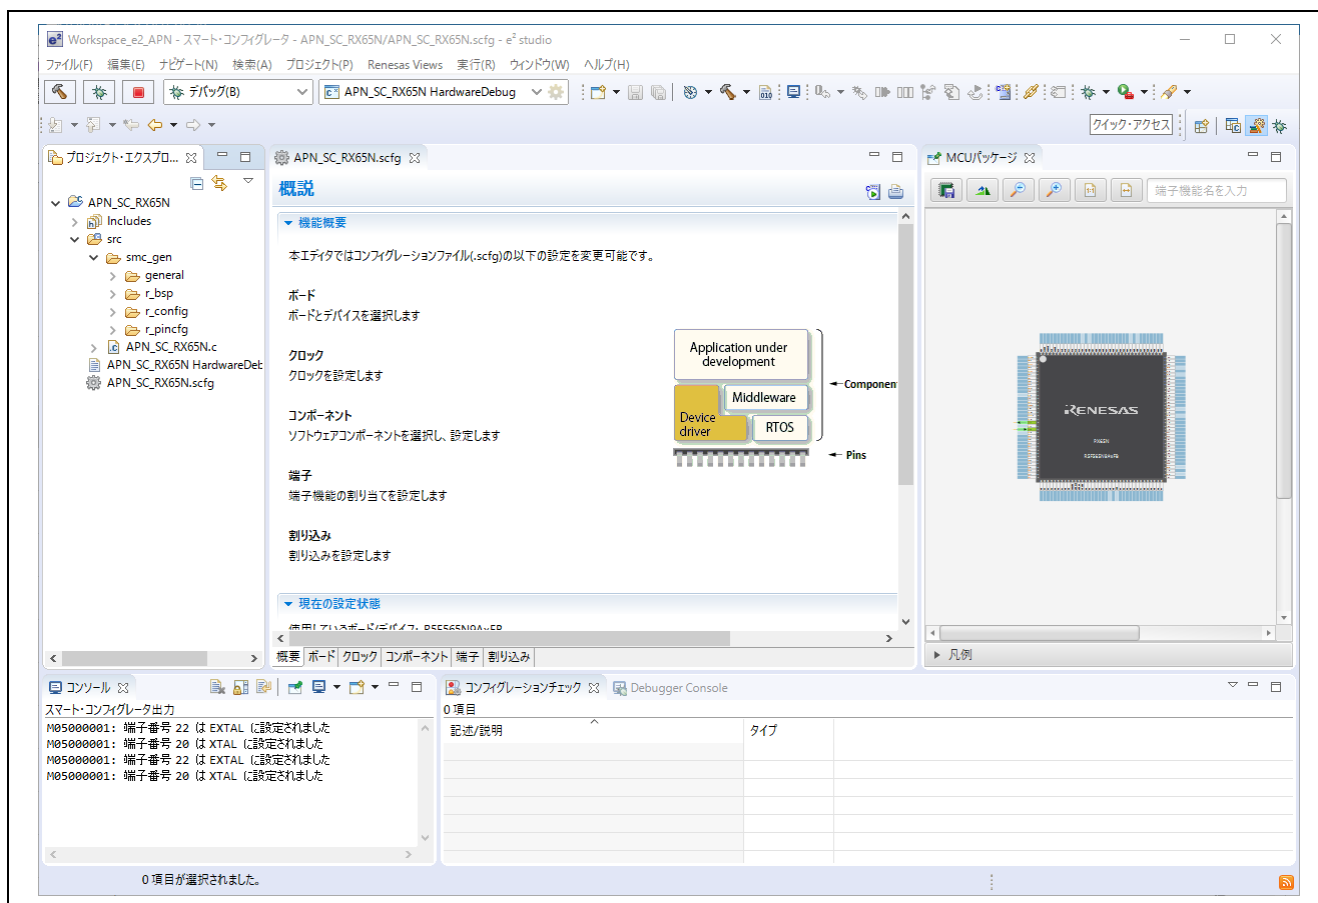 Workspace_e2_APN - スマート・コンフィグレータ - APN_SC_RX65N/APN_SC_RX65N.scfg - e² studio
ファイル(F) 編集(E) ナビゲート(N) 検索(A) プロジェクト(P) Renesas Views 実行(R) ウインドウ(W) ヘルプ(H)
デバッグ(B) APN_SC_RX65N HardwareDebug
クイック・アクセス
プロジェクト・エクスプロ...
APN_SC_RX65N
Includes
src
smc_gen
general
r_bsp
r_config
r_pincfg
APN_SC_RX65N.c
APN_SC_RX65N HardwareDeb
APN_SC_RX65N.scfg
APN_SC_RX65N.scfg
概説
機能概要
本エディタではコンフィグレーションファイル(.scfg)の以下の設定を変更可能です。
ボード
ボードとデバイスを選択します
クロック
クロックを設定します
コンポーネント
ソフトウェアコンポーネントを選択し、設定します
端子
端子機能の割り当てを設定します
割り込み
割り込みを設定します
Application under
development
Middleware
Device
driver
RTOS
Component
Pins
現在の設定状態
概要 ボード クロック コンポーネント 端子 割り込み
MCUパッケージ
端子機能名を入力
RENESAS
RX65N
凡例
コンソール
スマート・コンフィグレータ出力
M05000001: 端子番号 22 は EXTAL に設定されました
M05000001: 端子番号 20 は XTAL に設定されました
M05000001: 端子番号 22 は EXTAL に設定されました
M05000001: 端子番号 20 は XTAL に設定されました
コンフィグレーションチェック Debugger Console
0 項目
記述/説明 タイプ
0 項目が選択されました。